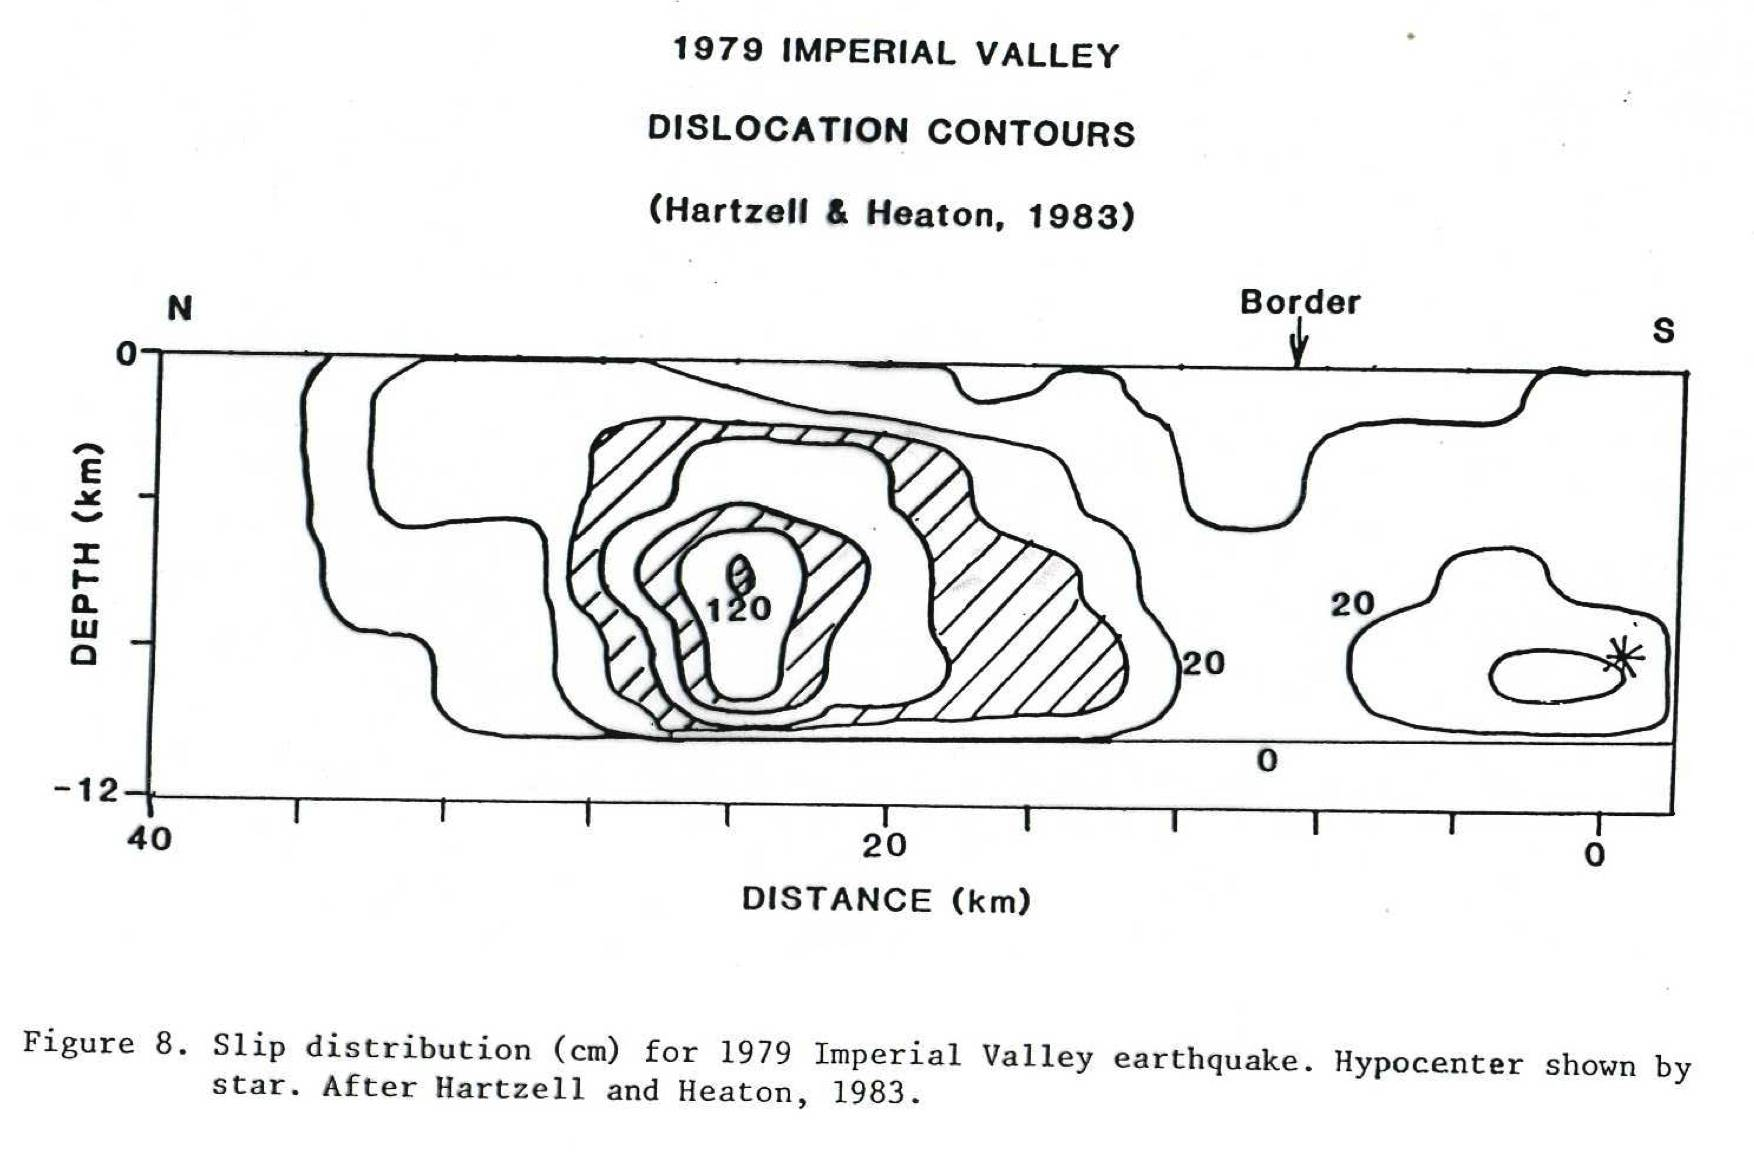 1979 IMPERIAL VALLEY
DISLOCATION CONTOURS
(Hartzell & Heaton, 1983)
N
Border
S
0
DEPTH (km)
120
20
20
0
-12
40
20
0
DISTANCE (km)
Figure 8. Slip distribution (cm) for 1979 Imperial Valley earthquake. Hypocenter shown by
star. After Hartzell and Heaton, 1983.